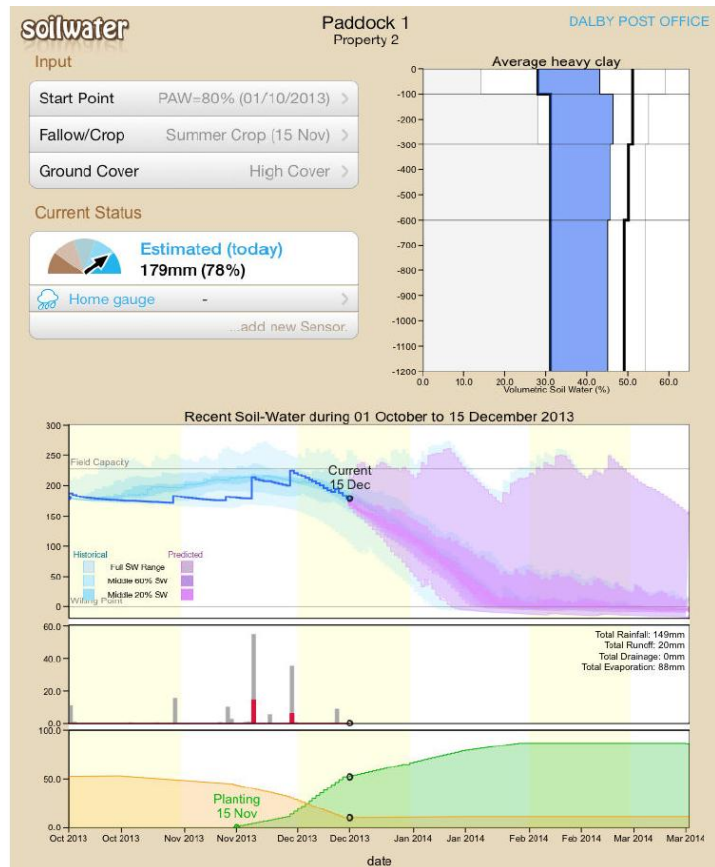 soilwater
Paddock 1
Property 2
DALBY POST OFFICE
Input
Start Point PAW=80% (01/10/2013)
Fallow/Crop Summer Crop (15 Nov)
Ground Cover High Cover
Current Status
Estimated (today)
179mm (78%)
Home gauge -
...add new Sensor.
Average heavy clay
0
-100
-200
-300
-400
-500
-600
-700
-800
-900
-1000
-1100
-1200
0.0 10.0 20.0 30.0 40.0 50.0 60.0
Volumetric Soil Water (%)
Recent Soil-Water during 01 October to 15 December 2013
300
250
200
150
100
50
0
Field Capacity
Current
15 Dec
Historical Predicted
Full SW Range
Middle 60% SW
Middle 20% SW
Wilting Point
60.0
40.0
20.0
0.0
Total Rainfall: 149mm
Total Runoff: 20mm
Total Drainage: 0mm
Total Evaporation: 88mm
100.0
50.0
0.0
Planting
15 Nov
Oct 2013 Oct 2013 Nov 2013 Nov 2013 Dec 2013 Dec 2013 Jan 2014 Jan 2014 Feb 2014 Feb 2014 Mar 2014 Mar 2014
date